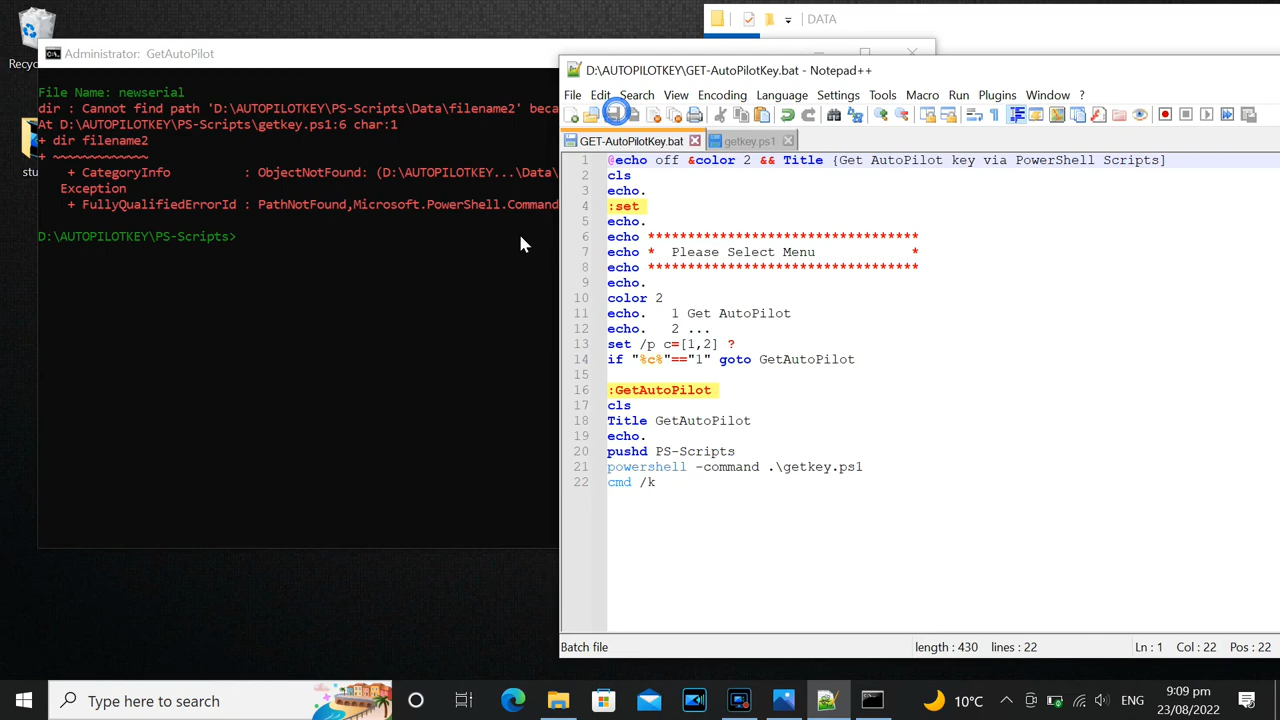 DATA
Recyc
Administrator: GetAutoPilot
File Name: newserial
dir : Cannot find path 'D:\AUTOPILOTKEY\PS-Scripts\Data\filename2' beca
At D:\AUTOPILOTKEY\PS-Scripts\getkey.ps1:6 char:1
+ dir filename2
+ ~~~~~~~~~~~~~
+ CategoryInfo : ObjectNotFound: (D:\AUTOPILOTKEY...\Data\
Exception
+ FullyQualifiedErrorId : PathNotFound,Microsoft.PowerShell.Command
D:\AUTOPILOTKEY\PS-Scripts>
stu
D:\AUTOPILOTKEY\GET-AutoPilotKey.bat - Notepad++
File Edit Search View Encoding Language Settings Tools Macro Run Plugins Window ?
GET-AutoPilotKey.bat getkey.ps1
1 @echo off &color 2 && Title {Get AutoPilot key via PowerShell Scripts]
2 cls
3 echo.
4 :set
5 echo.
6 echo **********************************
7 echo * Please Select Menu *
8 echo **********************************
9 echo.
10 color 2
11 echo. 1 Get AutoPilot
12 echo. 2 ...
13 set /p c=[1,2] ?
14 if "%c%"=="1" goto GetAutoPilot
15
16 :GetAutoPilot
17 cls
18 Title GetAutoPilot
19 echo.
20 pushd PS-Scripts
21 powershell -command .\getkey.ps1
22 cmd /k
Batch file length : 430 lines : 22 Ln : 1 Col : 22 Pos : 22
Type here to search
10°C
ENG
9:09 pm
23/08/2022